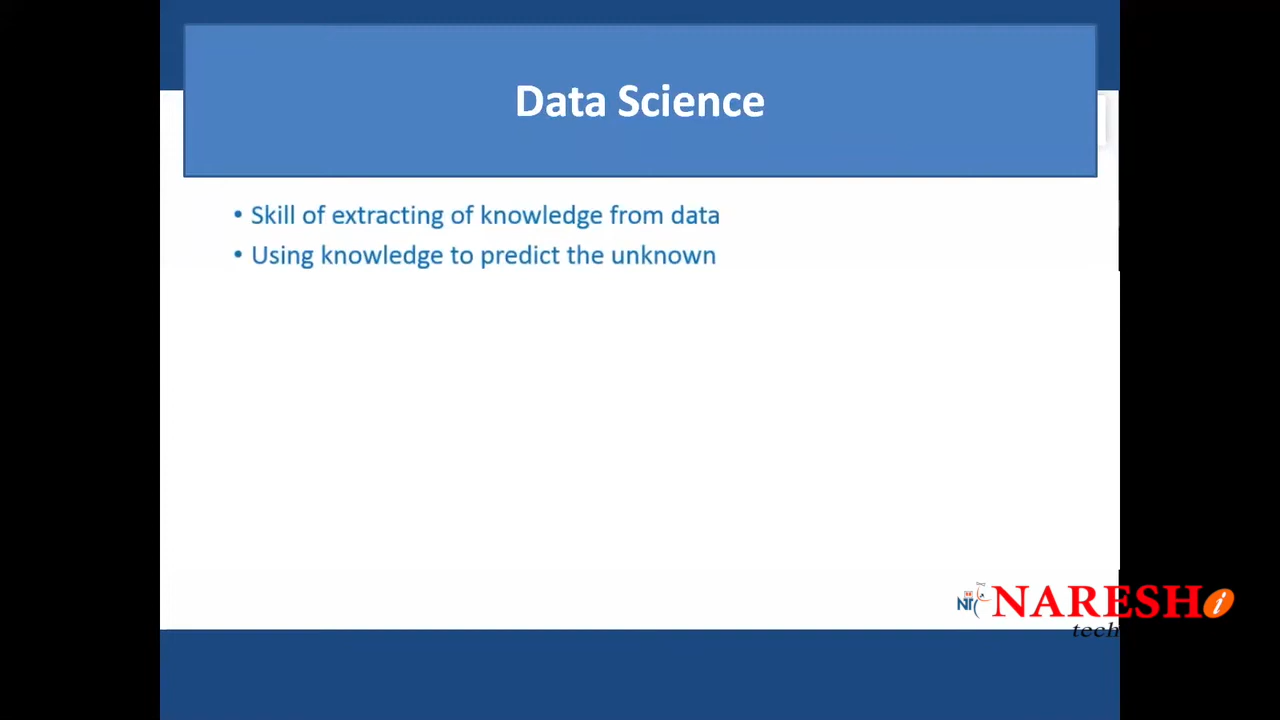 Data Science
• Skill of extracting of knowledge from data
• Using knowledge to predict the unknown
NARESH i
tech